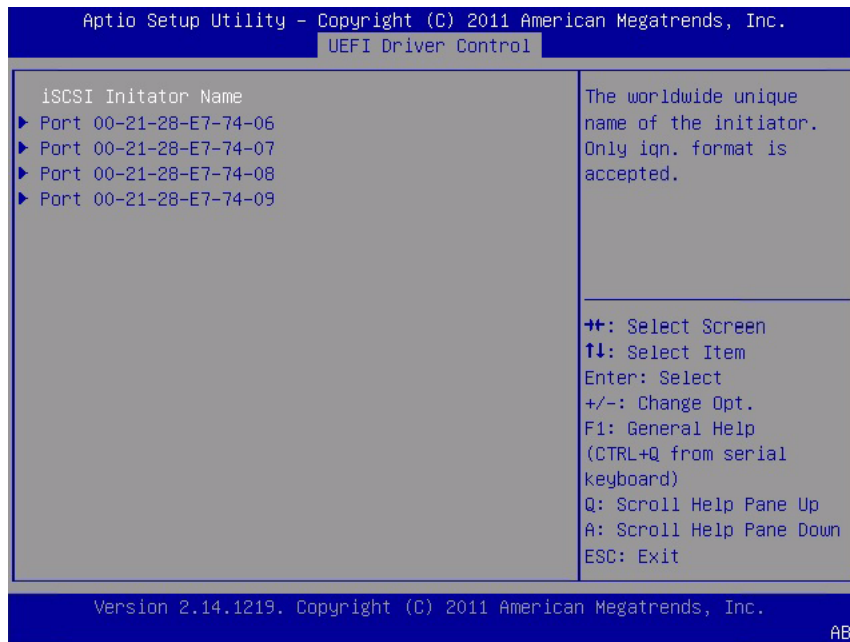 Aptio Setup Utility – Copyright (C) 2011 American Megatrends, Inc.
UEFI Driver Control
iSCSI Initator Name
Port 00-21-28-E7-74-06
Port 00-21-28-E7-74-07
Port 00-21-28-E7-74-08
Port 00-21-28-E7-74-09
The worldwide unique
name of the initiator.
Only iqn. format is
accepted.
→←: Select Screen
↑↓: Select Item
Enter: Select
+/-: Change Opt.
F1: General Help
(CTRL+Q from serial
keyboard)
Q: Scroll Help Pane Up
A: Scroll Help Pane Down
ESC: Exit
Version 2.14.1219. Copyright (C) 2011 American Megatrends, Inc.
AB